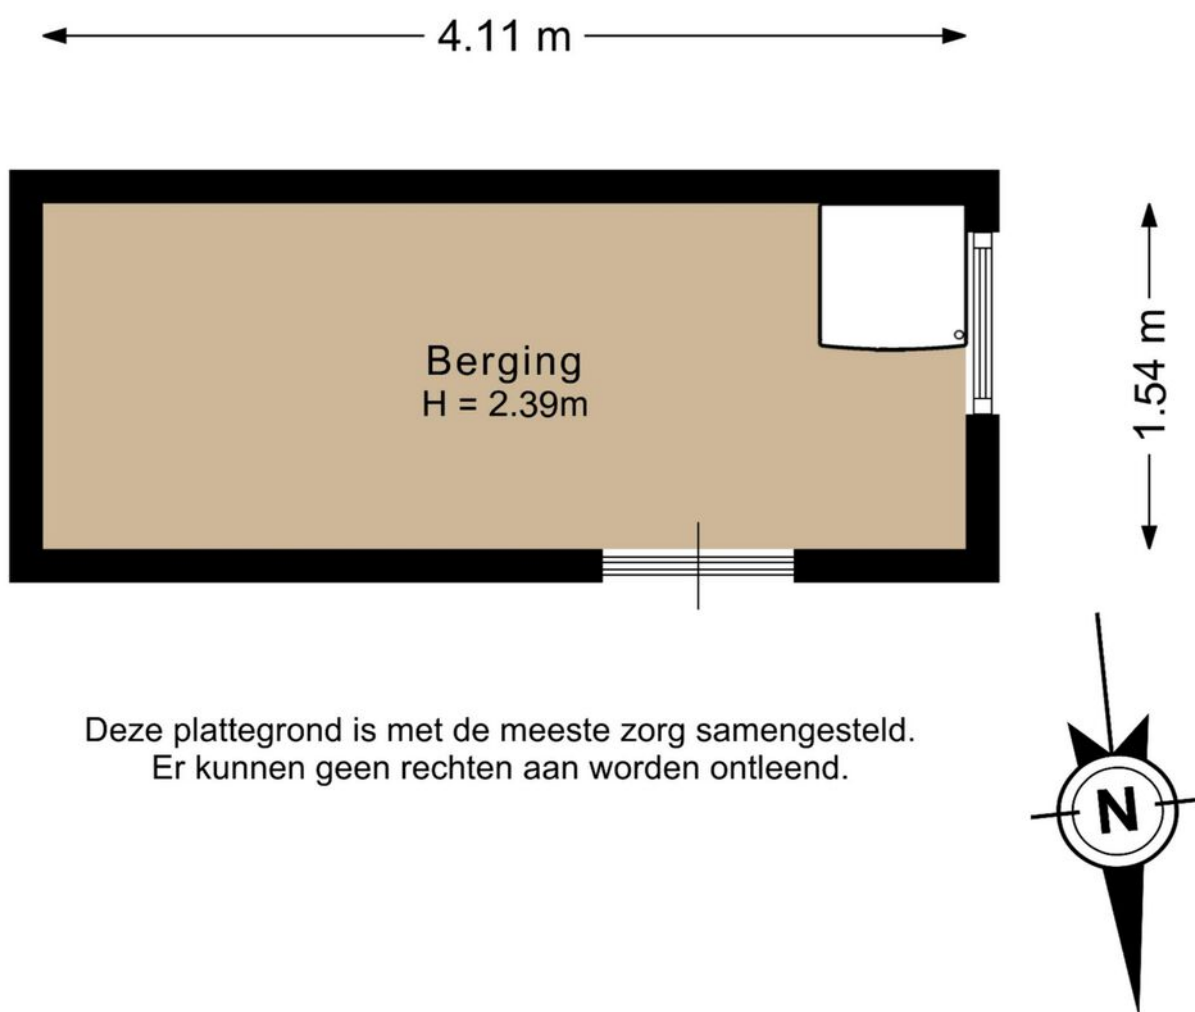 4.11 m
Berging
H = 2.39m
1.54 m
Deze plattegrond is met de meeste zorg samengesteld.
Er kunnen geen rechten aan worden ontleend.
N